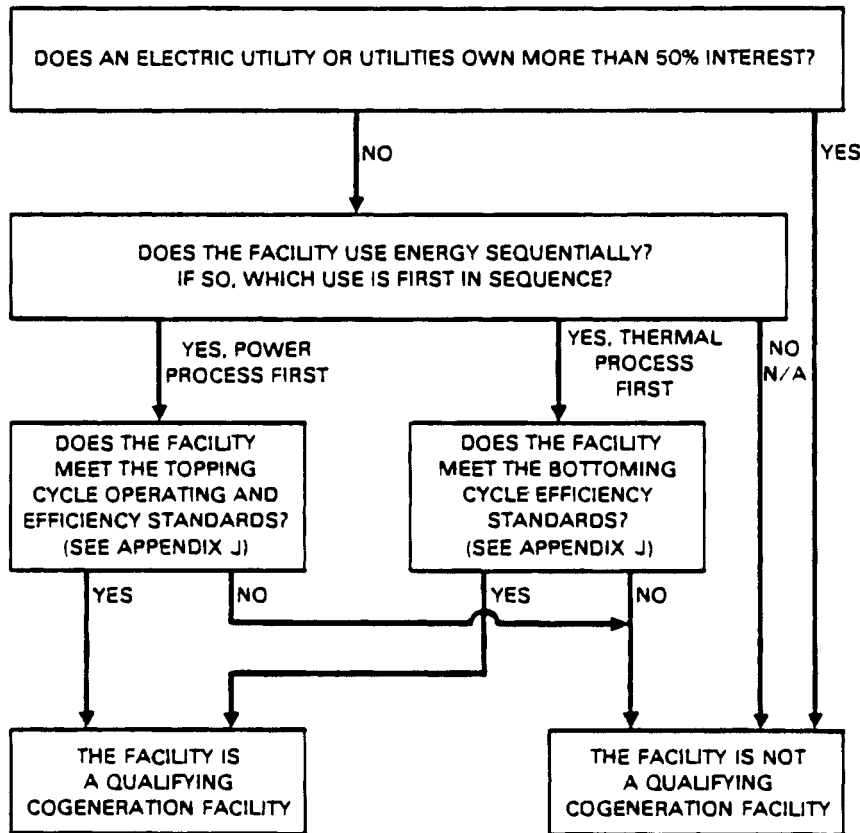 DOES AN ELECTRIC UTILITY OR UTILITIES OWN MORE THAN 50% INTEREST?
NO
YES
DOES THE FACILITY USE ENERGY SEQUENTIALLY?
IF SO, WHICH USE IS FIRST IN SEQUENCE?
YES, POWER
PROCESS FIRST
YES, THERMAL
PROCESS
FIRST
NO
N/A
DOES THE FACILITY
MEET THE TOPPING
CYCLE OPERATING AND
EFFICIENCY STANDARDS?
(SEE APPENDIX J)
DOES THE FACILITY
MEET THE BOTTOMING
CYCLE EFFICIENCY
STANDARDS?
(SEE APPENDIX J)
YES
NO
YES
NO
THE FACILITY IS
A QUALIFYING
COGENERATION FACILITY
THE FACILITY IS NOT
A QUALIFYING
COGENERATION FACILITY